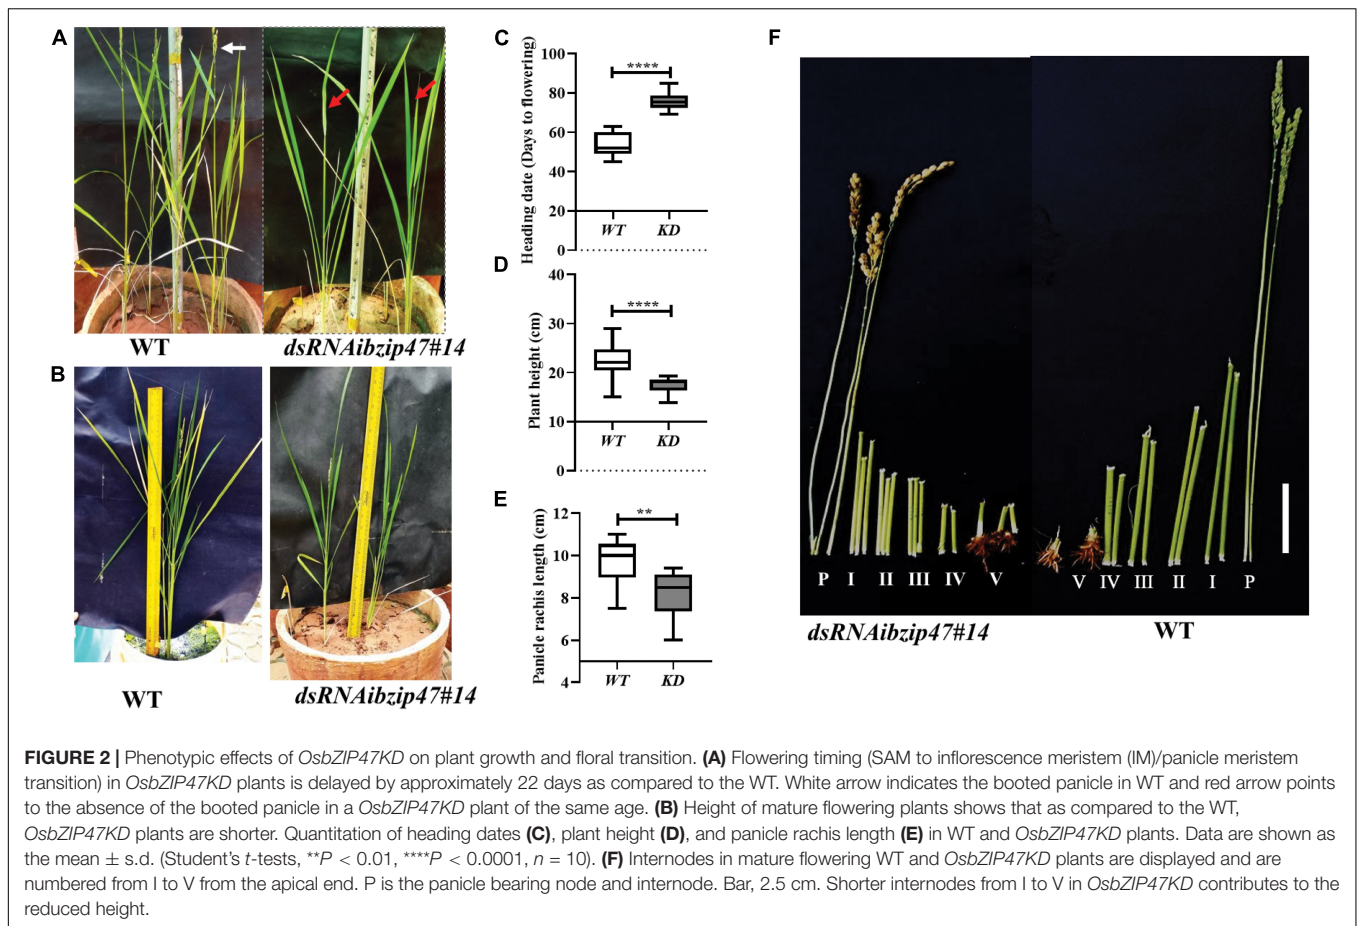 A
WT
dsRNAibzip47#14
B
WT
dsRNAibzip47#14
C
Heading date (Days to flowering)
100
80
60
40
20
0
****
WT KD
D
Plant height (cm)
40
30
20
10
0
****
WT KD
E
Panicle rachis length (cm)
12
10
8
6
4
**
WT KD
F
P I II III IV V
V IV III II I P
dsRNAibzip47#14
WT
FIGURE 2 | Phenotypic effects of OsbZIP47KD on plant growth and floral transition. (A) Flowering timing (SAM to inflorescence meristem (IM)/panicle meristem
transition) in OsbZIP47KD plants is delayed by approximately 22 days as compared to the WT. White arrow indicates the booted panicle in WT and red arrow points
to the absence of the booted panicle in a OsbZIP47KD plant of the same age. (B) Height of mature flowering plants shows that as compared to the WT,
OsbZIP47KD plants are shorter. Quantitation of heading dates (C), plant height (D), and panicle rachis length (E) in WT and OsbZIP47KD plants. Data are shown as
the mean ± s.d. (Student's t-tests, **P < 0.01, ****P < 0.0001, n = 10). (F) Internodes in mature flowering WT and OsbZIP47KD plants are displayed and are
numbered from I to V from the apical end. P is the panicle bearing node and internode. Bar, 2.5 cm. Shorter internodes from I to V in OsbZIP47KD contributes to the
reduced height.